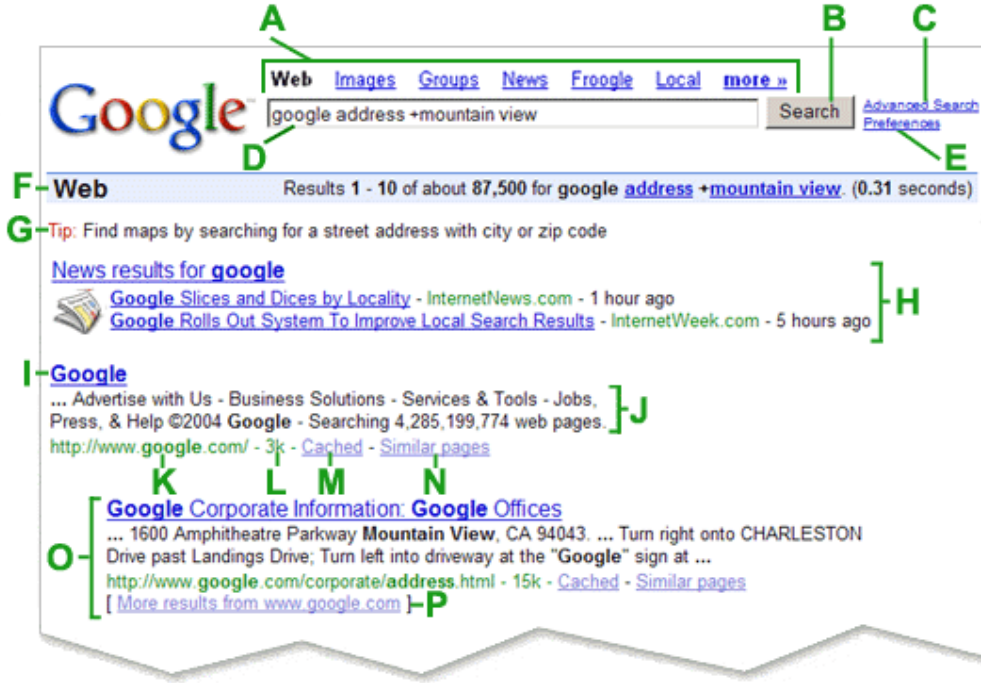 A B C
Web Images Groups News Froogle Local more »
Google™
google address +mountain view Search Advanced Search
Preferences
D E
F Web Results 1 - 10 of about 87,500 for google address +mountain view. (0.31 seconds)
G Tip: Find maps by searching for a street address with city or zip code
News results for google
Google Slices and Dices by Locality - InternetNews.com - 1 hour ago
H
Google Rolls Out System To Improve Local Search Results - InternetWeek.com - 5 hours ago
I Google
... Advertise with Us - Business Solutions - Services & Tools - Jobs,
J
Press, & Help ©2004 Google - Searching 4,285,199,774 web pages.
http://www.google.com/ - 3k - Cached - Similar pages
K L M N
Google Corporate Information: Google Offices
... 1600 Amphitheatre Parkway Mountain View, CA 94043. ... Turn right onto CHARLESTON
O Drive past Landings Drive; Turn left into driveway at the "Google" sign at ...
http://www.google.com/corporate/address.html - 15k - Cached - Similar pages
[ More results from www.google.com ] P